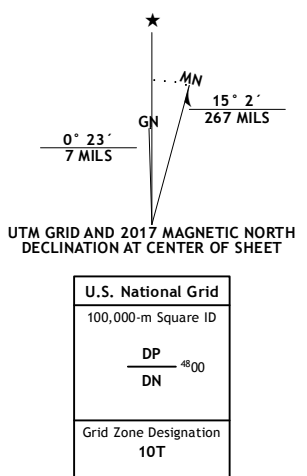 ★
MN
GN
15° 2´
267 MILS
0° 23´
7 MILS
UTM GRID AND 2017 MAGNETIC NORTH
DECLINATION AT CENTER OF SHEET
U.S. National Grid
100,000-m Square ID
DP
4800
DN
Grid Zone Designation
10T